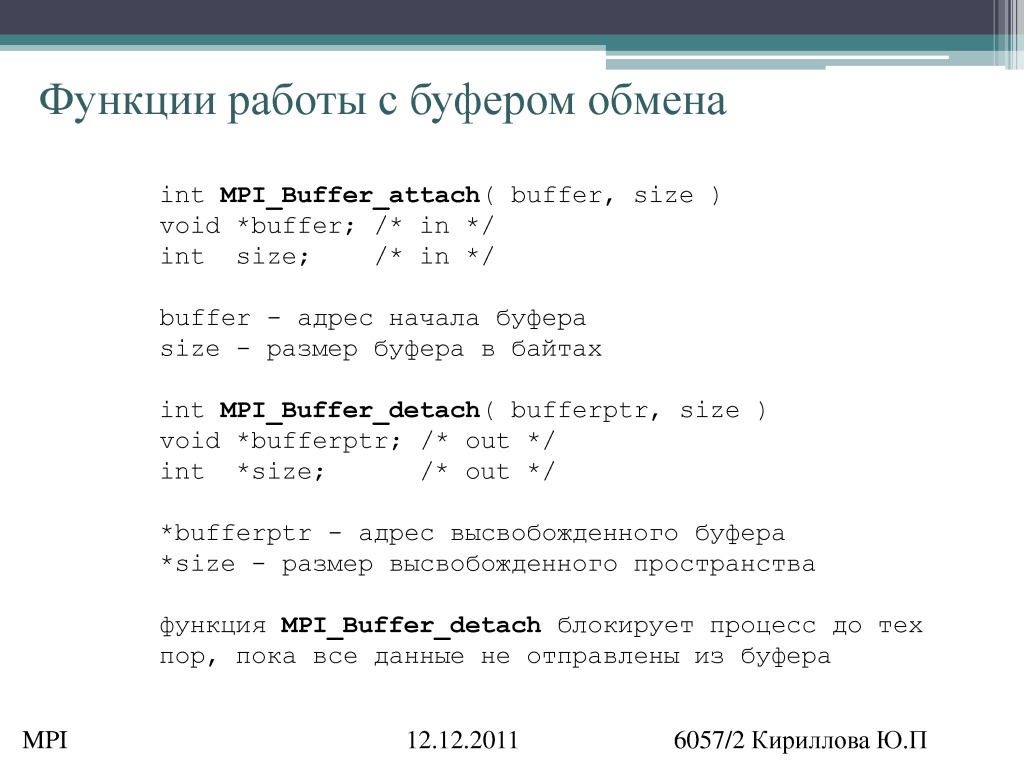 Функции работы с буфером обмена
int MPI_Buffer_attach( buffer, size )
void *buffer; /* in */
int  size;    /* in */
buffer – адрес начала буфера
size – размер буфера в байтах
int MPI_Buffer_detach( bufferptr, size )
void *bufferptr; /* out */
int  *size;      /* out */
*bufferptr – адрес высвобожденного буфера
*size – размер высвобожденного пространства
функция MPI_Buffer_detach блокирует процесс до тех
пор, пока все данные не отправлены из буфера
MPI 12.12.2011 6057/2 Кириллова Ю.П